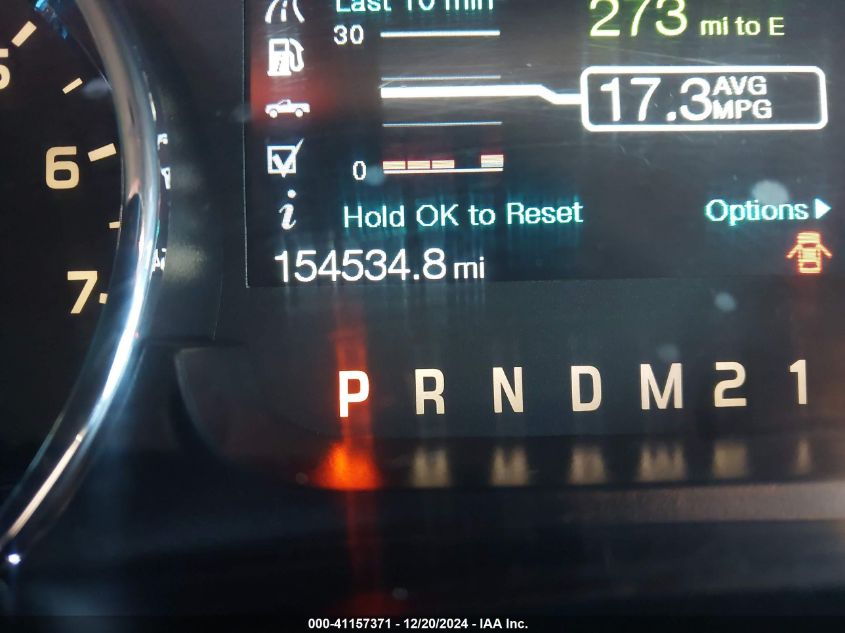 Last 10 min
30
273 mi to E
17.3 AVG MPG
0
Hold OK to Reset
Options
154534.8 mi
5
6
7
P R N D M 2 1
000-41157371 - 12/20/2024 - IAA Inc.